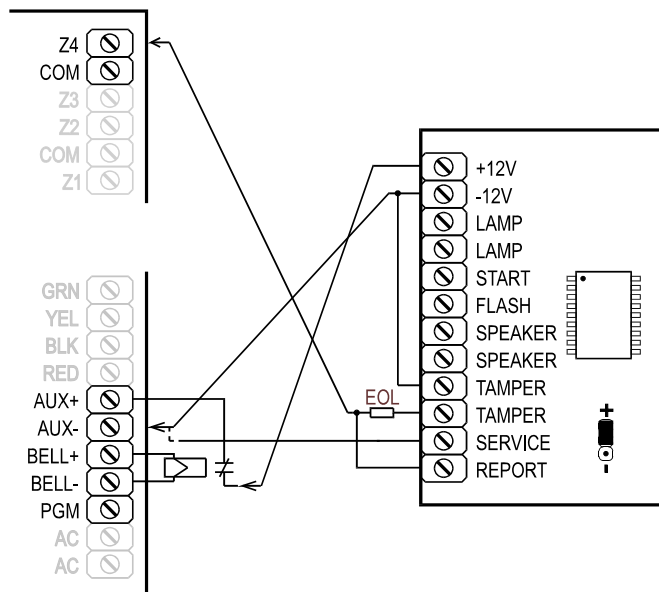 Z4
COM
Z3
Z2
COM
Z1
GRN
YEL
BLK
RED
AUX+
AUX-
BELL+
BELL-
PGM
AC
AC
EOL
+12V
-12V
LAMP
LAMP
START
FLASH
SPEAKER
SPEAKER
TAMPER
TAMPER
SERVICE
REPORT
+
-